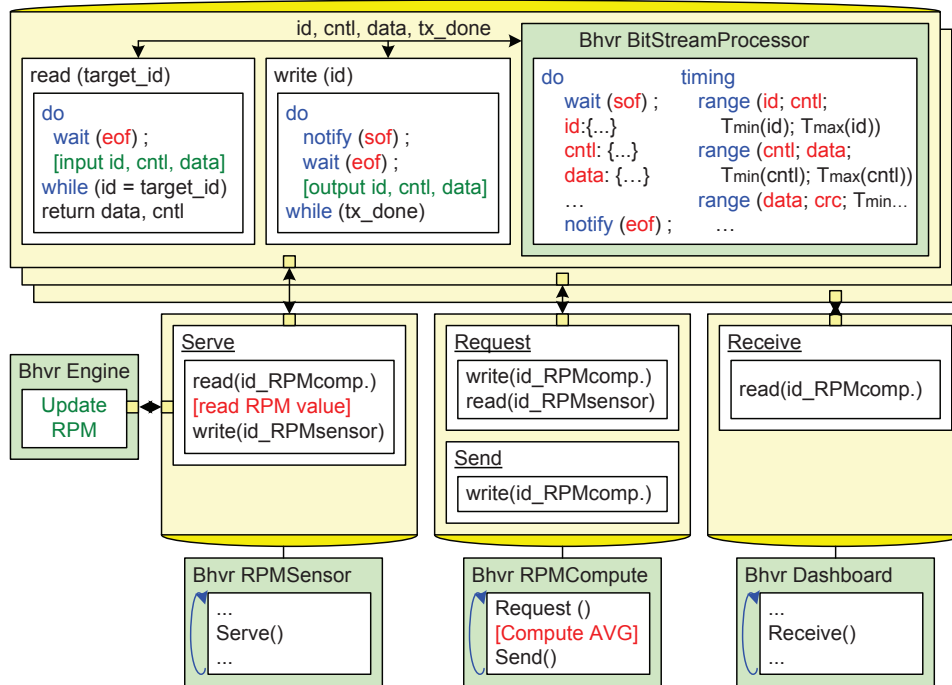 id, cntl, data, tx_done
read (target_id)
do
wait (eof) ;
[input id, cntl, data]
while (id = target_id)
return data, cntl
write (id)
do
notify (sof) ;
wait (eof) ;
[output id, cntl, data]
while (tx_done)
Bhvr BitStreamProcessor
do
wait (sof) ;
id:{...}
cntl: {...}
data: {...}
...
notify (eof) ;
timing
range (id; cntl;
Tmin(id); Tmax(id))
range (cntl; data;
Tmin(cntl); Tmax(cntl))
range (data; crc; Tmin...
...
Bhvr Engine
Update
RPM
Serve
read(id_RPMcomp.)
[read RPM value]
write(id_RPMsensor)
Request
write(id_RPMcomp.)
read(id_RPMsensor)
Send
write(id_RPMcomp.)
Receive
read(id_RPMcomp.)
Bhvr RPMSensor
...
Serve()
...
Bhvr RPMCompute
Request ()
[Compute AVG]
Send()
Bhvr Dashboard
...
Receive()
...